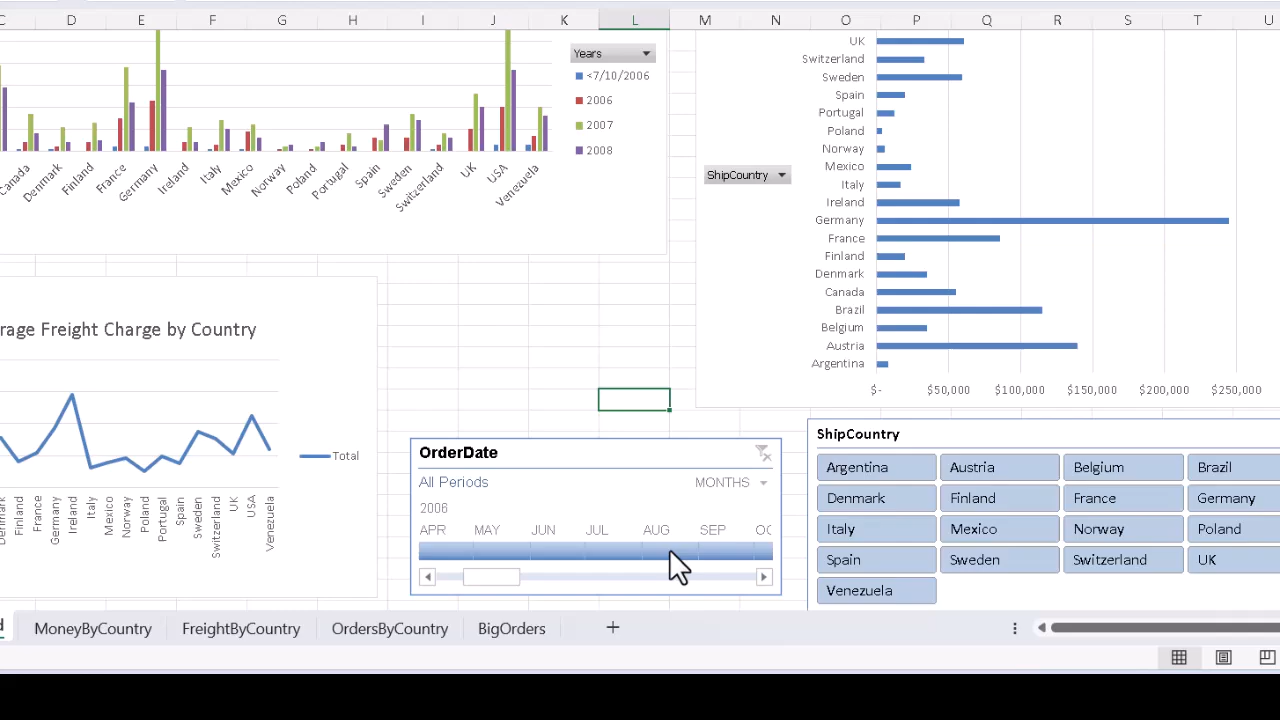 C D E F G H I J K L M N O P Q R S T U
Years
<7/10/2006
2006
2007
2008
Canada Denmark Finland France Germany Ireland Italy Mexico Norway Poland Portugal Spain Sweden Switzerland UK USA Venezuela
ShipCountry
UK
Switzerland
Sweden
Spain
Portugal
Poland
Norway
Mexico
Italy
Ireland
Germany
France
Finland
Denmark
Canada
Brazil
Belgium
Austria
Argentina
$- $50,000 $100,000 $150,000 $200,000 $250,000
rage Freight Charge by Country
Total
Denmark Finland France Germany Ireland Italy Mexico Norway Poland Portugal Spain Sweden Switzerland UK USA Venezuela
OrderDate
All Periods MONTHS
2006
APR MAY JUN JUL AUG SEP OC
ShipCountry
Argentina Austria Belgium Brazil
Denmark Finland France Germany
Italy Mexico Norway Poland
Spain Sweden Switzerland UK
Venezuela
d MoneyByCountry FreightByCountry OrdersByCountry BigOrders +